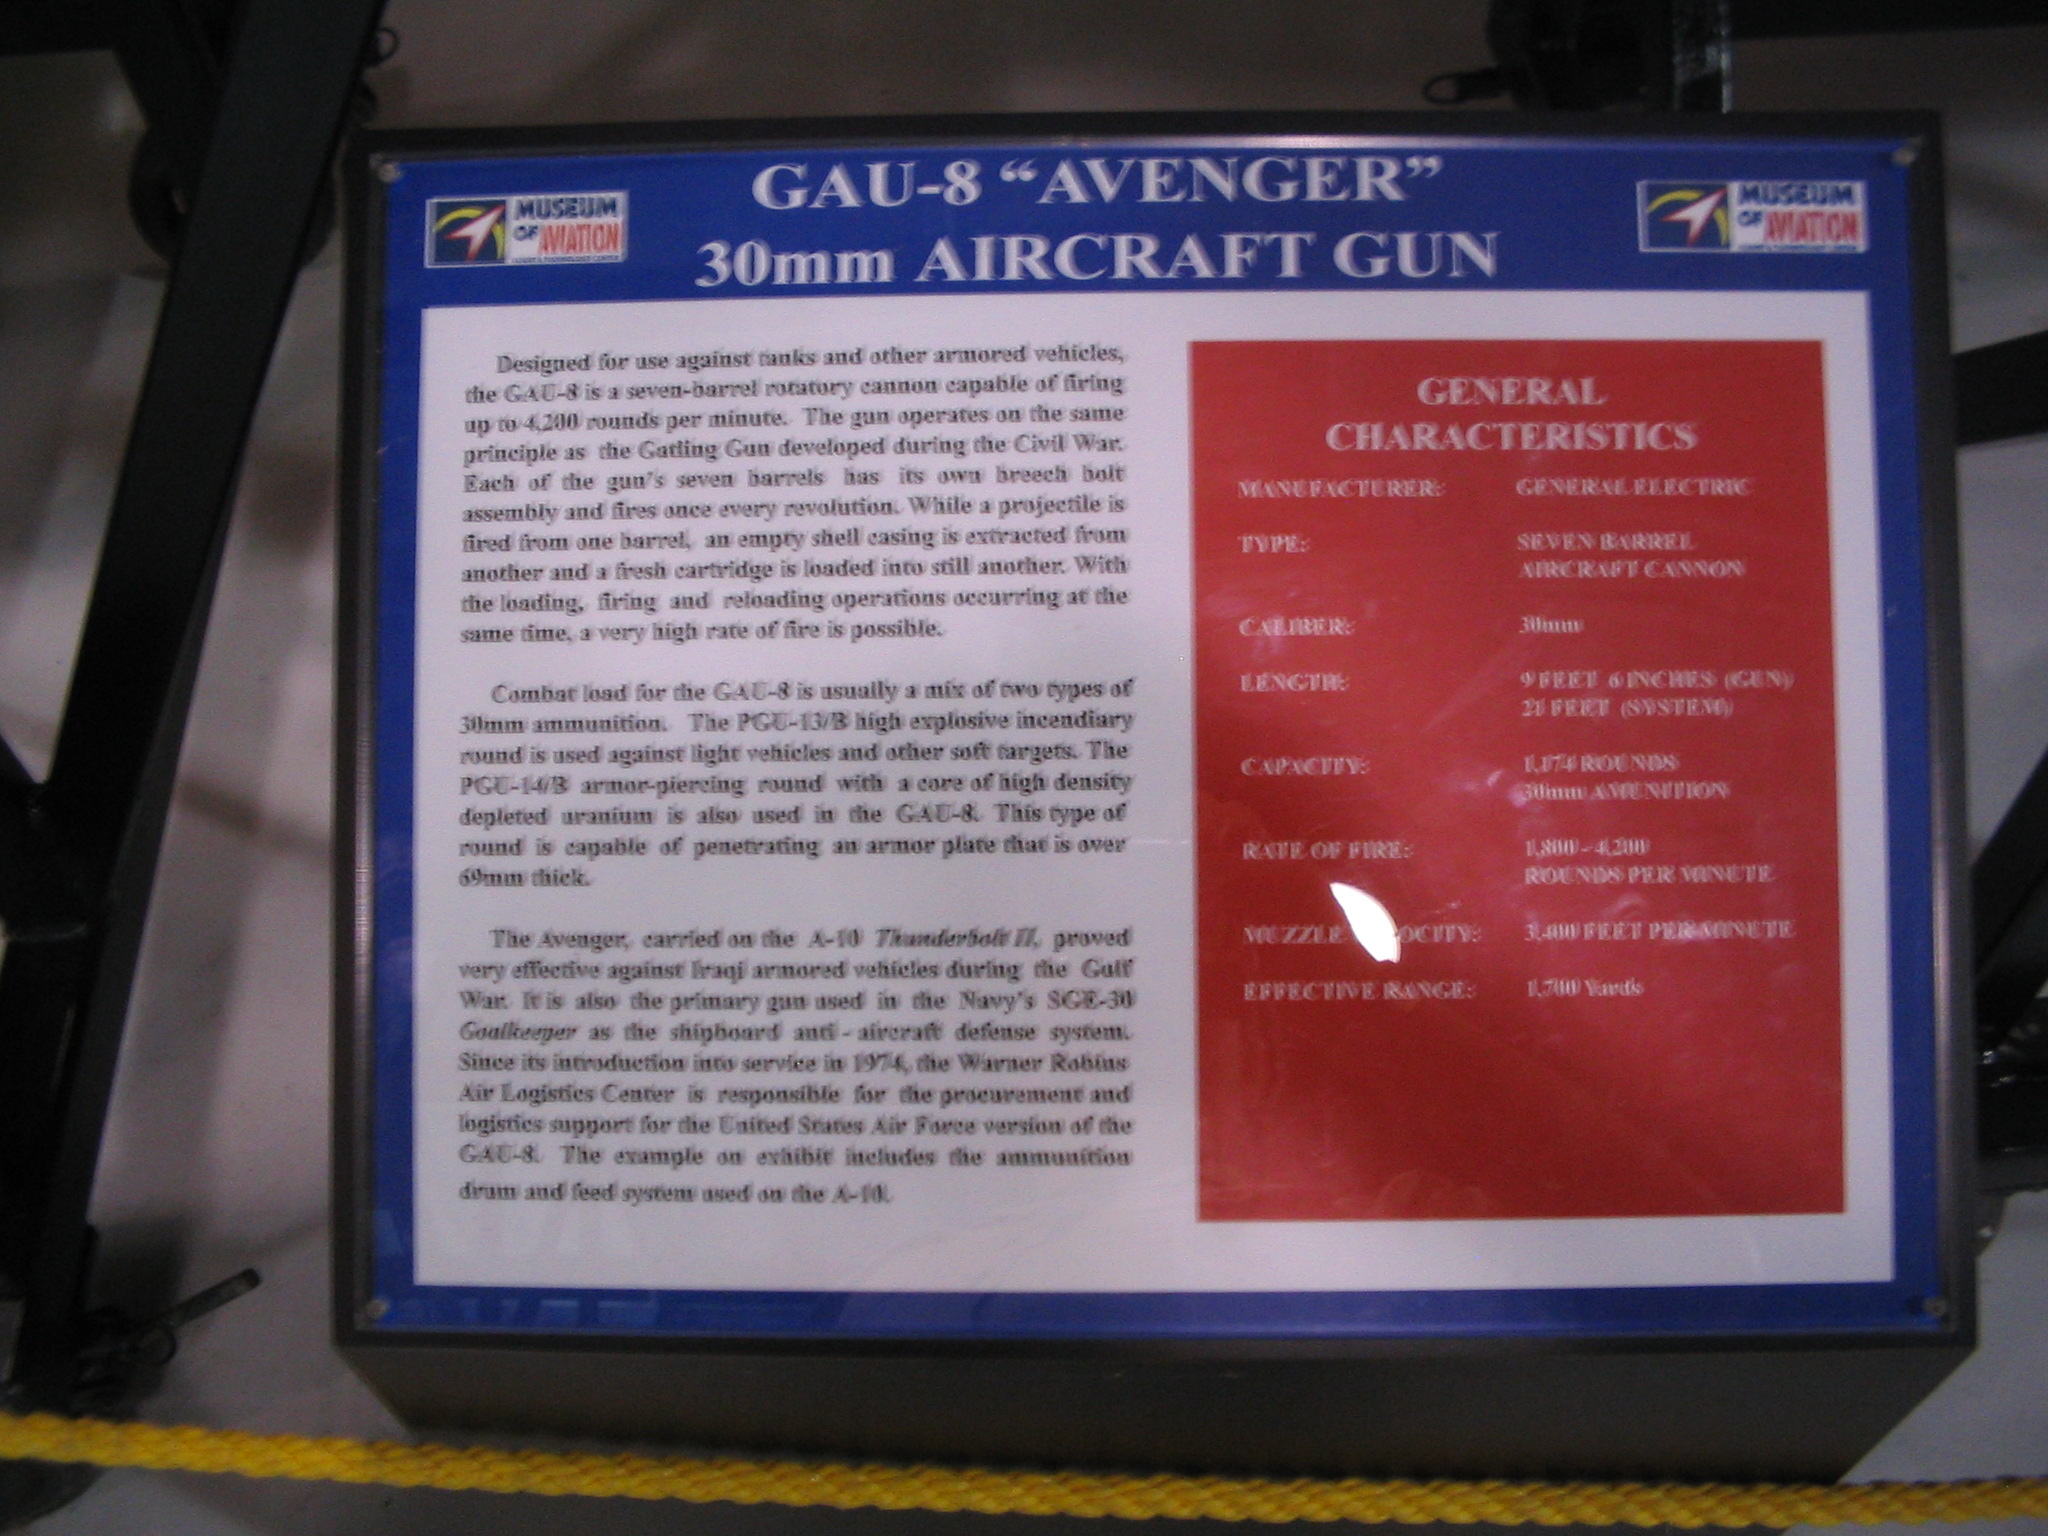 GAU-8 “AVENGER”
30mm AIRCRAFT GUN
MUSEUM
OF AVIATION
MUSEUM
OF AVIATION
Designed for use against tanks and other armored vehicles,
the GAU-8 is a seven-barrel rotatory cannon capable of firing
up to 4,200 rounds per minute. The gun operates on the same
principle as the Gatling Gun developed during the Civil War.
Each of the gun's seven barrels has its own breech bolt
assembly and fires once every revolution. While a projectile is
fired from one barrel, an empty shell casing is extracted from
another and a fresh cartridge is loaded into still another. With
the loading, firing and reloading operations occurring at the
same time, a very high rate of fire is possible.
Combat load for the GAU-8 is usually a mix of two types of
30mm ammunition. The PGU-13/B high explosive incendiary
round is used against light vehicles and other soft targets. The
PGU-14/B armor-piercing round with a core of high density
depleted uranium is also used in the GAU-8. This type of
round is capable of penetrating an armor plate that is over
69mm thick.
The Avenger, carried on the A-10 Thunderbolt II, proved
very effective against Iraqi armored vehicles during the Gulf
War. It is also the primary gun used in the Navy's SGE-30
Goalkeeper as the shipboard anti - aircraft defense system.
Since its introduction into service in 1974, the Warner Robins
Air Logistics Center is responsible for the procurement and
logistics support for the United States Air Force version of the
GAU-8. The example on exhibit includes the ammunition
drum and feed system used on the A-10.
GENERAL
CHARACTERISTICS
MANUFACTURER: GENERAL ELECTRIC
TYPE: SEVEN BARREL
AIRCRAFT CANNON
CALIBER: 30mm
LENGTH: 9 FEET 6 INCHES (GUN)
21 FEET (SYSTEM)
CAPACITY: 1,174 ROUNDS
30mm AMUNITION
RATE OF FIRE: 1,800 - 4,200
ROUNDS PER MINUTE
MUZZLE 3,400 FEET PER MINUTE
EFFECTIVE RANGE: 1,700 Yards